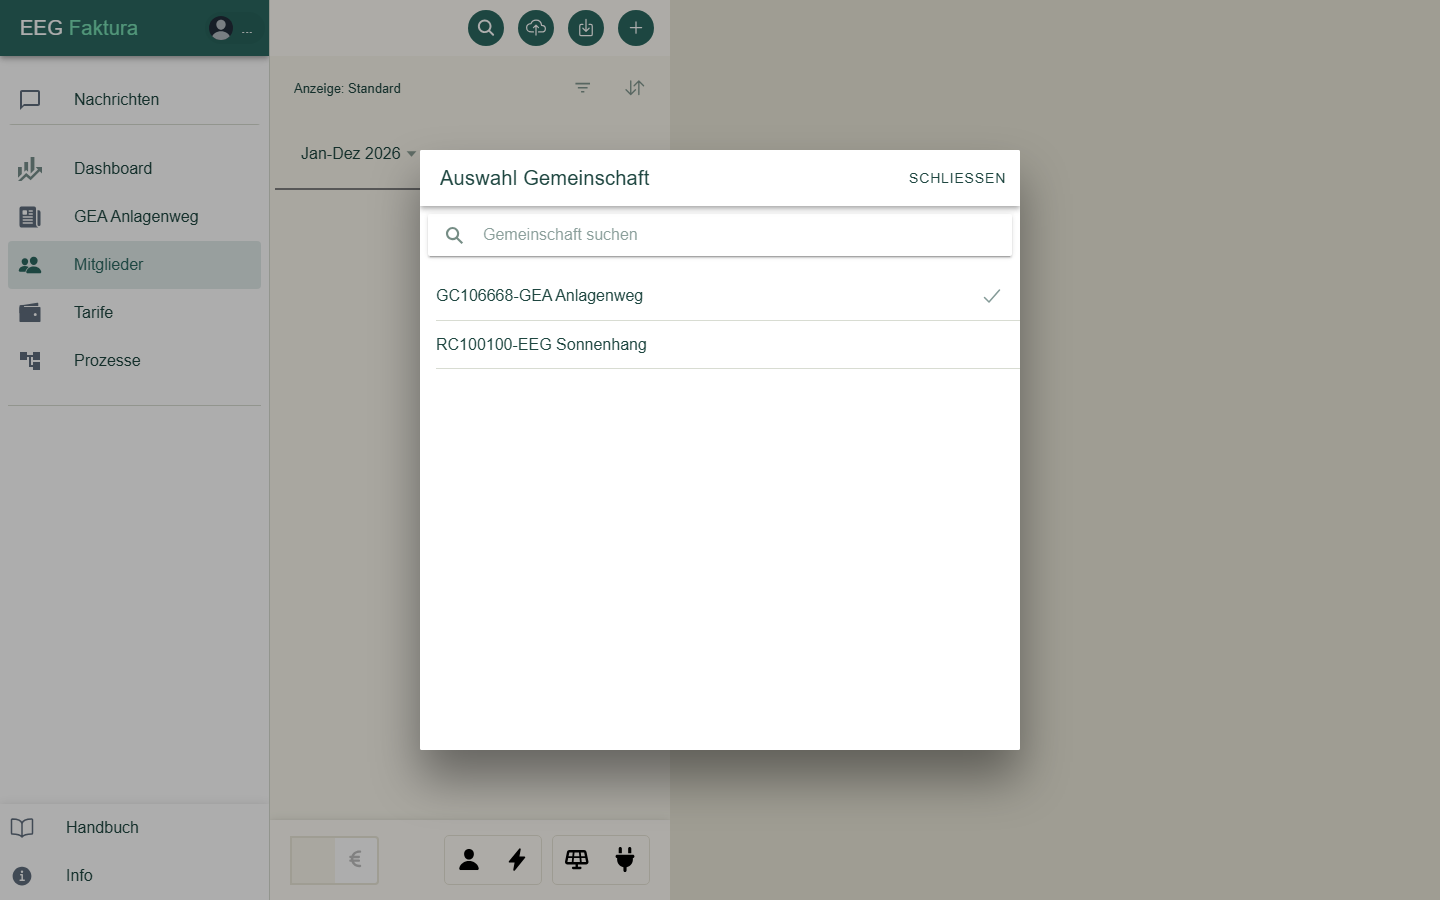 EEG Faktura
...
Nachrichten
Dashboard
GEA Anlagenweg
Mitglieder
Tarife
Prozesse
Handbuch
Info
Anzeige: Standard
Jan-Dez 2026
€
Auswahl Gemeinschaft
SCHLIESSEN
Gemeinschaft suchen
GC106668-GEA Anlagenweg
RC100100-EEG Sonnenhang